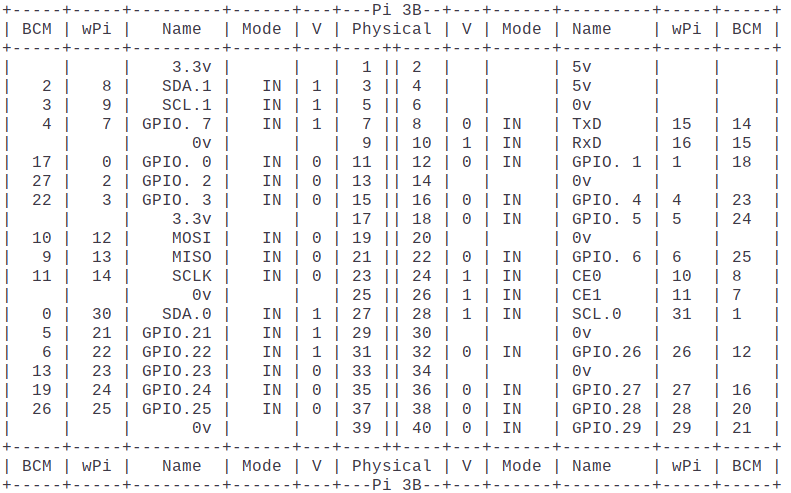 +-----+-----+---------+------+---+---Pi 3B--+---+------+---------+-----+-----+
| BCM | wPi |   Name  | Mode | V | Physical | V | Mode | Name    | wPi | BCM |
+-----+-----+---------+------+---+----++----+---+------+---------+-----+-----+
|     |     |    3.3v |      |   |  1 || 2  |   |      | 5v      |     |     |
|   2 |   8 |   SDA.1 |   IN | 1 |  3 || 4  |   |      | 5v      |     |     |
|   3 |   9 |   SCL.1 |   IN | 1 |  5 || 6  |   |      | 0v      |     |     |
|   4 |   7 | GPIO. 7 |   IN | 1 |  7 || 8  | 0 | IN   | TxD     | 15  | 14  |
|     |     |      0v |      |   |  9 || 10 | 1 | IN   | RxD     | 16  | 15  |
|  17 |   0 | GPIO. 0 |   IN | 0 | 11 || 12 | 0 | IN   | GPIO. 1 | 1   | 18  |
|  27 |   2 | GPIO. 2 |   IN | 0 | 13 || 14 |   |      | 0v      |     |     |
|  22 |   3 | GPIO. 3 |   IN | 0 | 15 || 16 | 0 | IN   | GPIO. 4 | 4   | 23  |
|     |     |    3.3v |      |   | 17 || 18 | 0 | IN   | GPIO. 5 | 5   | 24  |
|  10 |  12 |    MOSI |   IN | 0 | 19 || 20 |   |      | 0v      |     |     |
|   9 |  13 |    MISO |   IN | 0 | 21 || 22 | 0 | IN   | GPIO. 6 | 6   | 25  |
|  11 |  14 |    SCLK |   IN | 0 | 23 || 24 | 1 | IN   | CE0     | 10  | 8   |
|     |     |      0v |      |   | 25 || 26 | 1 | IN   | CE1     | 11  | 7   |
|   0 |  30 |   SDA.0 |   IN | 1 | 27 || 28 | 1 | IN   | SCL.0   | 31  | 1   |
|   5 |  21 | GPIO.21 |   IN | 1 | 29 || 30 |   |      | 0v      |     |     |
|   6 |  22 | GPIO.22 |   IN | 1 | 31 || 32 | 0 | IN   | GPIO.26 | 26  | 12  |
|  13 |  23 | GPIO.23 |   IN | 0 | 33 || 34 |   |      | 0v      |     |     |
|  19 |  24 | GPIO.24 |   IN | 0 | 35 || 36 | 0 | IN   | GPIO.27 | 27  | 16  |
|  26 |  25 | GPIO.25 |   IN | 0 | 37 || 38 | 0 | IN   | GPIO.28 | 28  | 20  |
|     |     |      0v |      |   | 39 || 40 | 0 | IN   | GPIO.29 | 29  | 21  |
+-----+-----+---------+------+---+----++----+---+------+---------+-----+-----+
| BCM | wPi |   Name  | Mode | V | Physical | V | Mode | Name    | wPi | BCM |
+-----+-----+---------+------+---+---Pi 3B--+---+------+---------+-----+-----+